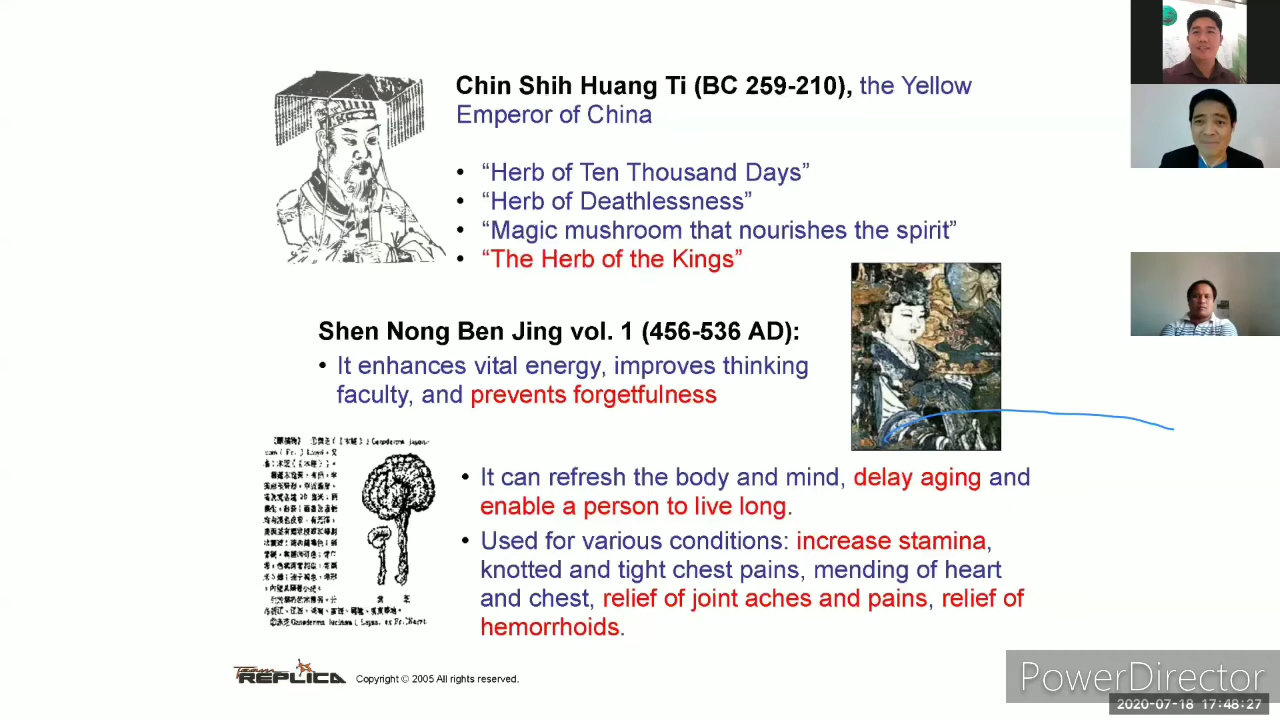 Chin Shih Huang Ti (BC 259-210), the Yellow
Emperor of China
• “Herb of Ten Thousand Days”
• “Herb of Deathlessness”
• “Magic mushroom that nourishes the spirit”
• “The Herb of the Kings”
Shen Nong Ben Jing vol. 1 (456-536 AD):
• It enhances vital energy, improves thinking
faculty, and prevents forgetfulness
• It can refresh the body and mind, delay aging and
enable a person to live long.
• Used for various conditions: increase stamina,
knotted and tight chest pains, mending of heart
and chest, relief of joint aches and pains, relief of
hemorrhoids.
Team
REPLICA
Copyright © 2005 All rights reserved.
PowerDirector
2020-07-18 17:48:27